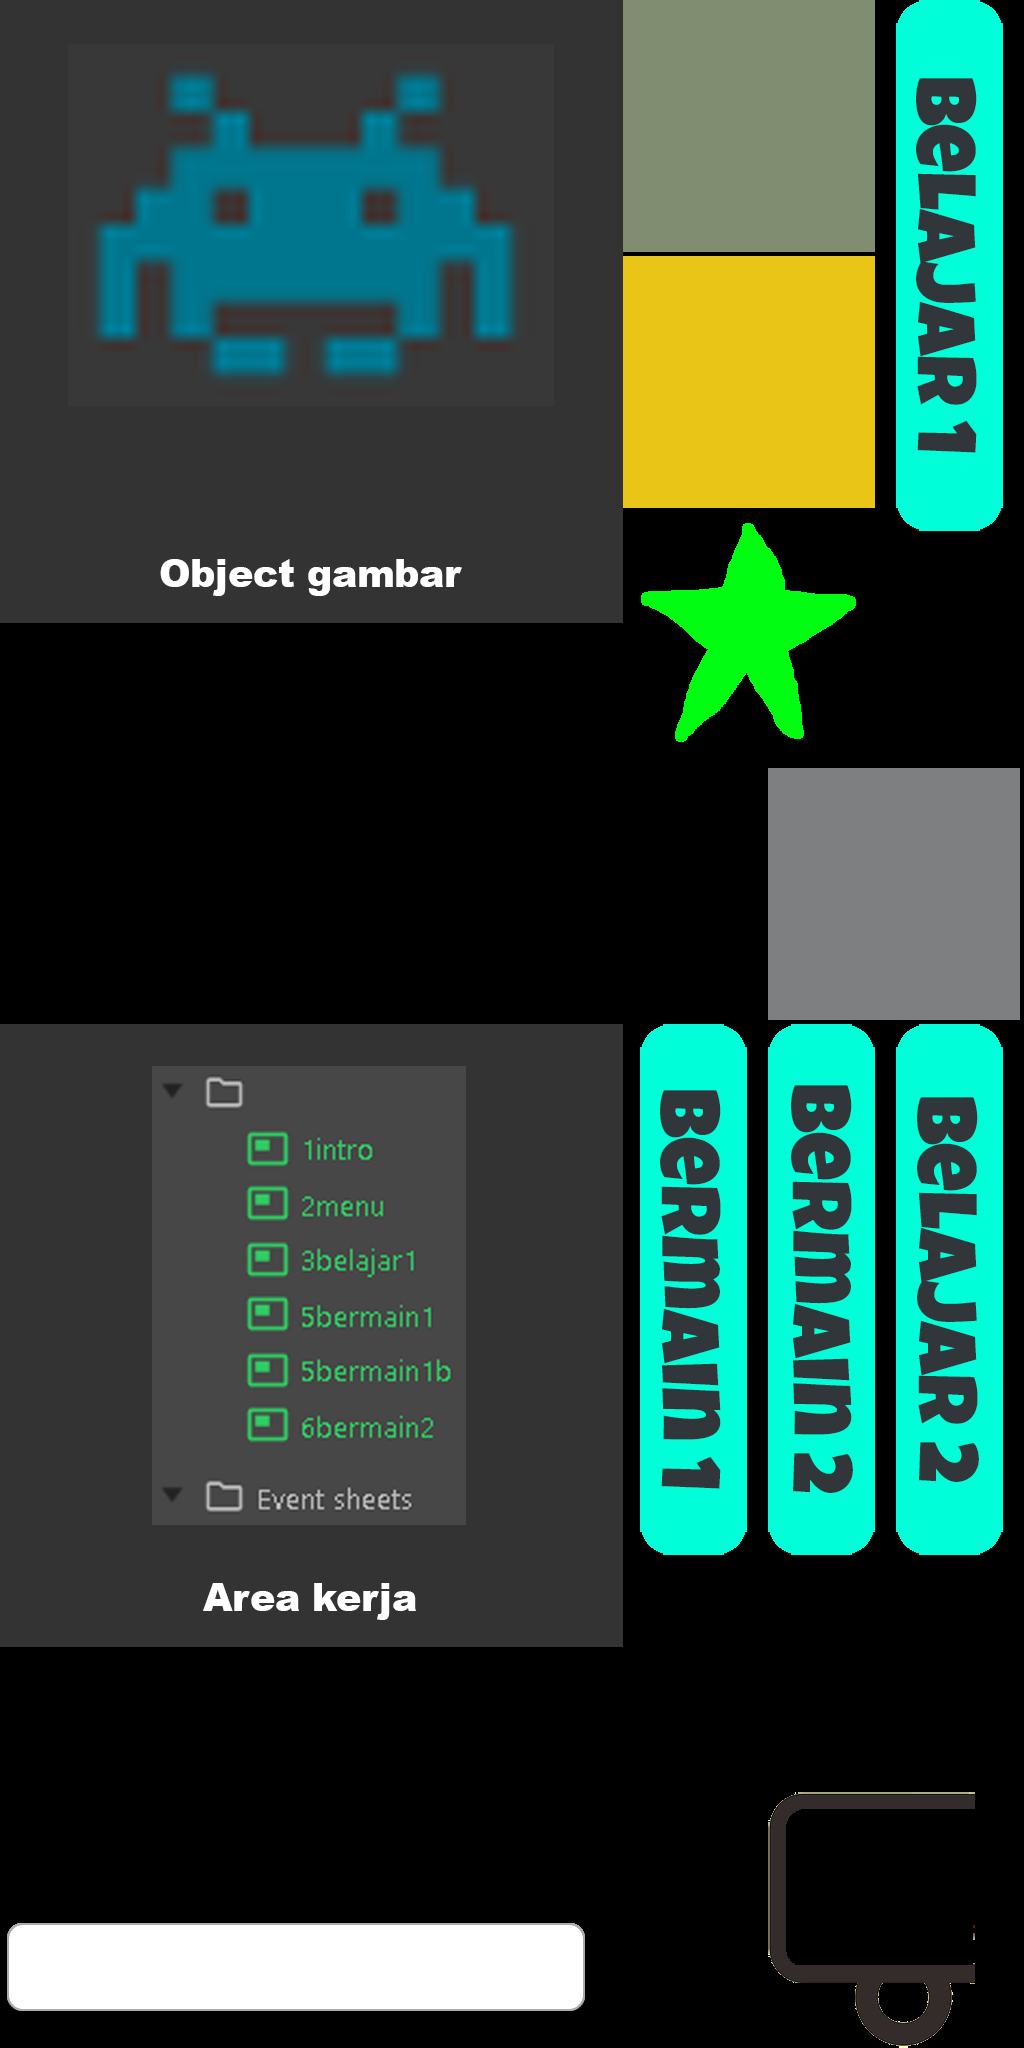 Object gambar
BeLAJAR 1
1intro
2menu
3belajar1
5bermain1
5bermain1b
6bermain2
Event sheets
Area kerja
BeRmAIn 1
BeRmAIn 2
BeLAJAR 2